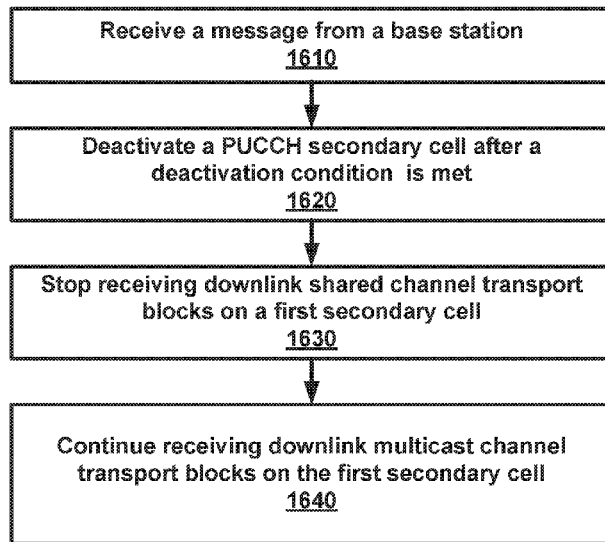 Receive a message from a base station
1610
Deactivate a PUCCH secondary cell after a
deactivation condition is met
1620
Stop receiving downlink shared channel transport
blocks on a first secondary cell
1630
Continue receiving downlink multicast channel
transport blocks on the first secondary cell
1640